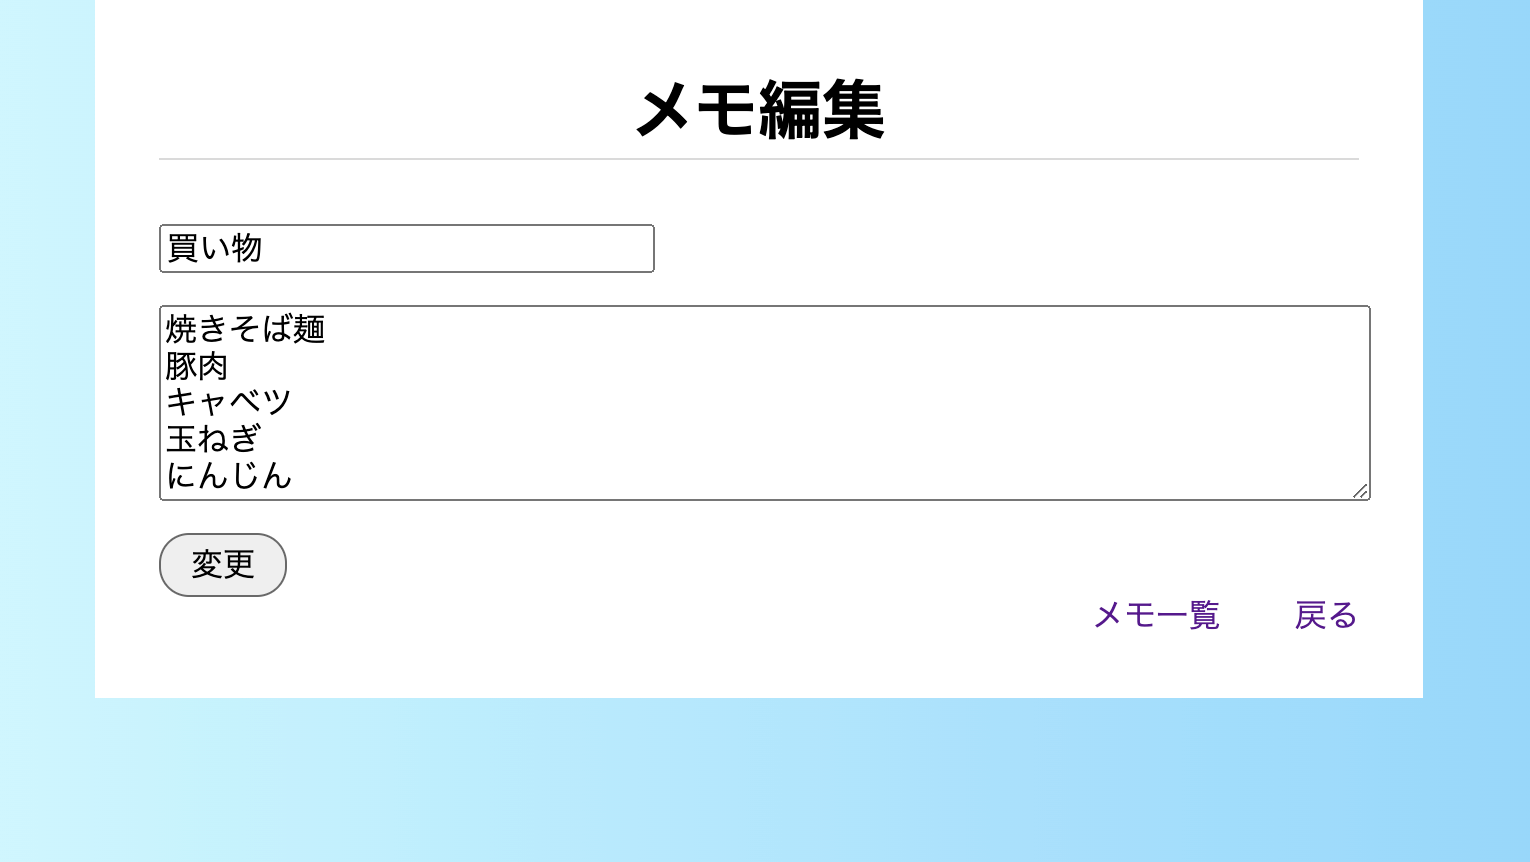 メモ編集
買い物
焼きそば麺
豚肉
キャベツ
玉ねぎ
にんじん
変更
メモ一覧 戻る